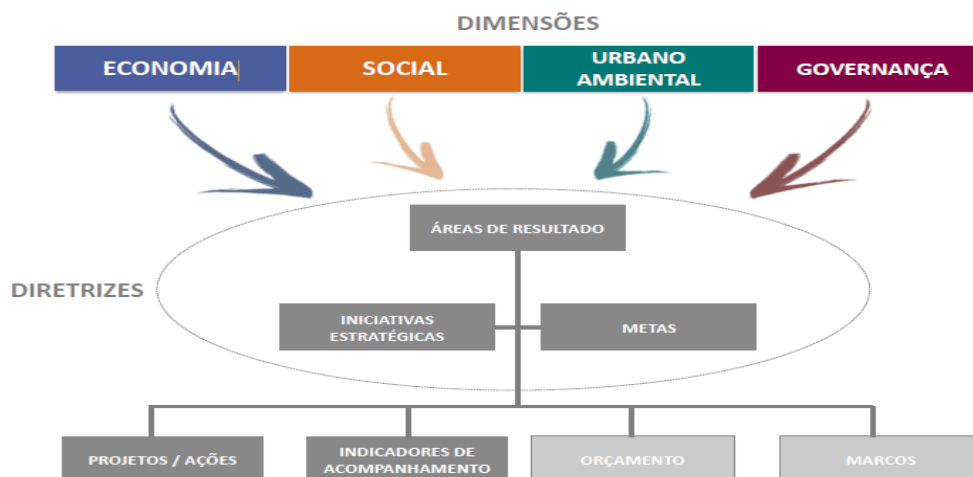 DIMENSÕES
ECONOMIA
SOCIAL
URBANO
AMBIENTAL
GOVERNANÇA
ÁREAS DE RESULTADO
DIRETRIZES
INICIATIVAS
ESTRATÉGICAS
METAS
PROJETOS / AÇÕES
INDICADORES DE
ACOMPANHAMENTO
ORÇAMENTO
MARCOS